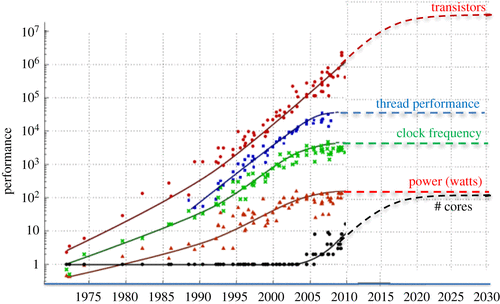 transistors
10⁷
10⁶
10⁵
thread performance
10⁴
clock frequency
10³
power (watts)
10²
# cores
10
1
performance
1975 1980 1985 1990 1995 2000 2005 2010 2015 2020 2025 2030